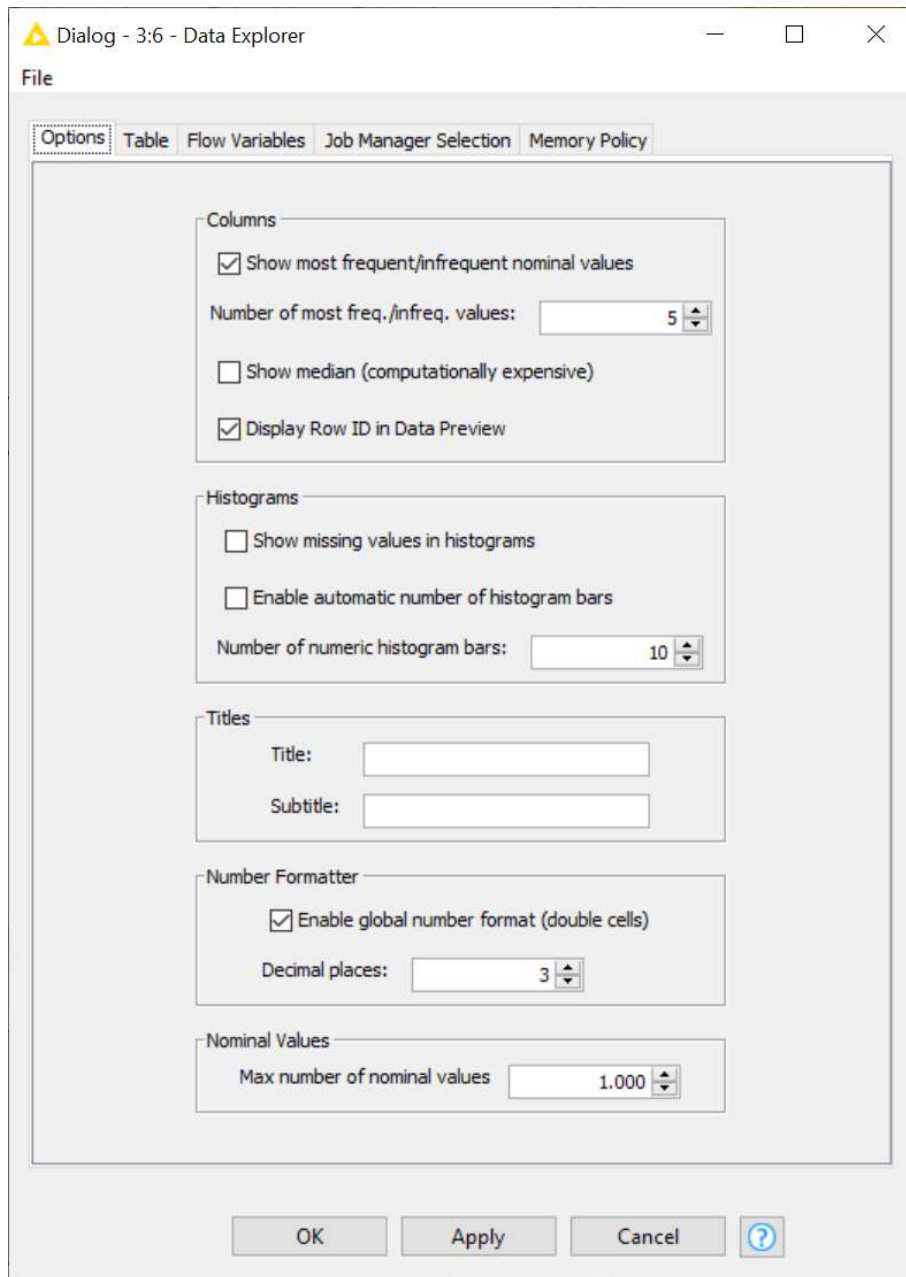 Dialog - 3:6 - Data Explorer
File
Options Table Flow Variables Job Manager Selection Memory Policy
Columns
Show most frequent/infrequent nominal values
Number of most freq./infreq. values: 5
Show median (computationally expensive)
Display Row ID in Data Preview
Histograms
Show missing values in histograms
Enable automatic number of histogram bars
Number of numeric histogram bars: 10
Titles
Title:
Subtitle:
Number Formatter
Enable global number format (double cells)
Decimal places: 3
Nominal Values
Max number of nominal values 1.000
OK Apply Cancel ?